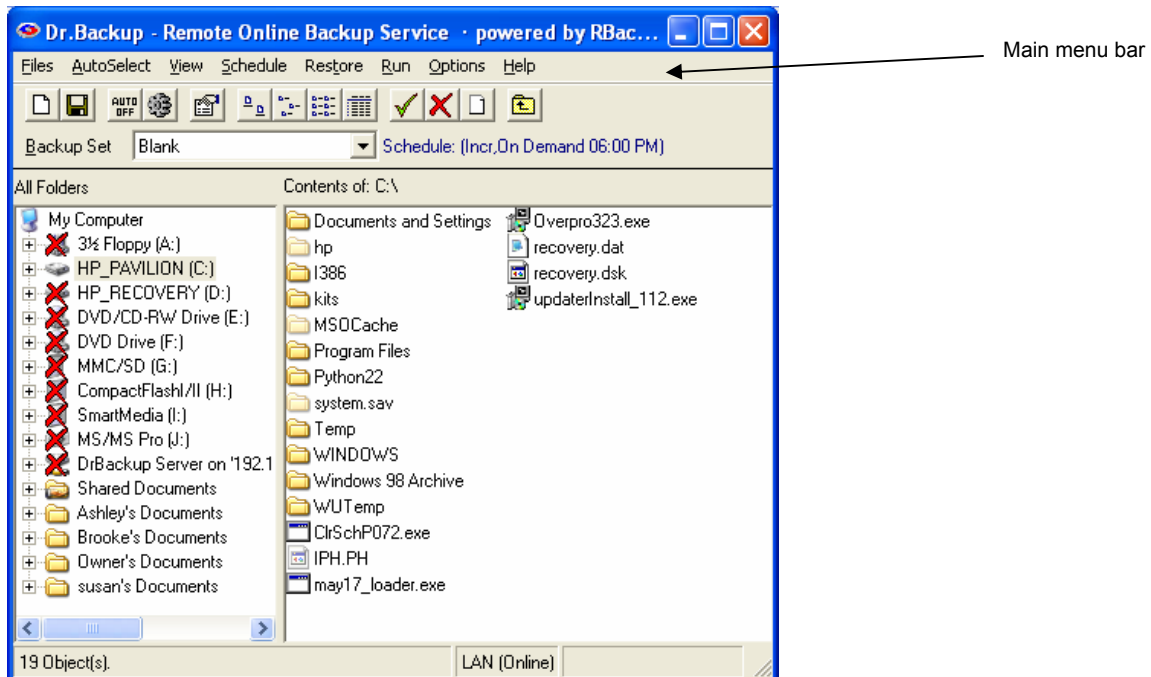 Dr.Backup - Remote Online Backup Service · powered by RBac...
Main menu bar
Files AutoSelect View Schedule Restore Run Options Help
AUTO OFF
Backup Set Blank Schedule: (Incr,On Demand 06:00 PM)
All Folders
Contents of: C:\
My Computer
3½ Floppy (A:)
HP_PAVILION (C:)
HP_RECOVERY (D:)
DVD/CD-RW Drive (E:)
DVD Drive (F:)
MMC/SD (G:)
CompactFlashI/II (H:)
SmartMedia (I:)
MS/MS Pro (J:)
DrBackup Server on '192.1
Shared Documents
Ashley's Documents
Brooke's Documents
Owner's Documents
susan's Documents
Documents and Settings
hp
I386
kits
MSOCache
Program Files
Python22
system.sav
Temp
WINDOWS
Windows 98 Archive
WUTemp
ClrSchP072.exe
IPH.PH
may17_loader.exe
Overpro323.exe
recovery.dat
recovery.dsk
updaterInstall_112.exe
19 Object(s).
LAN (Online)